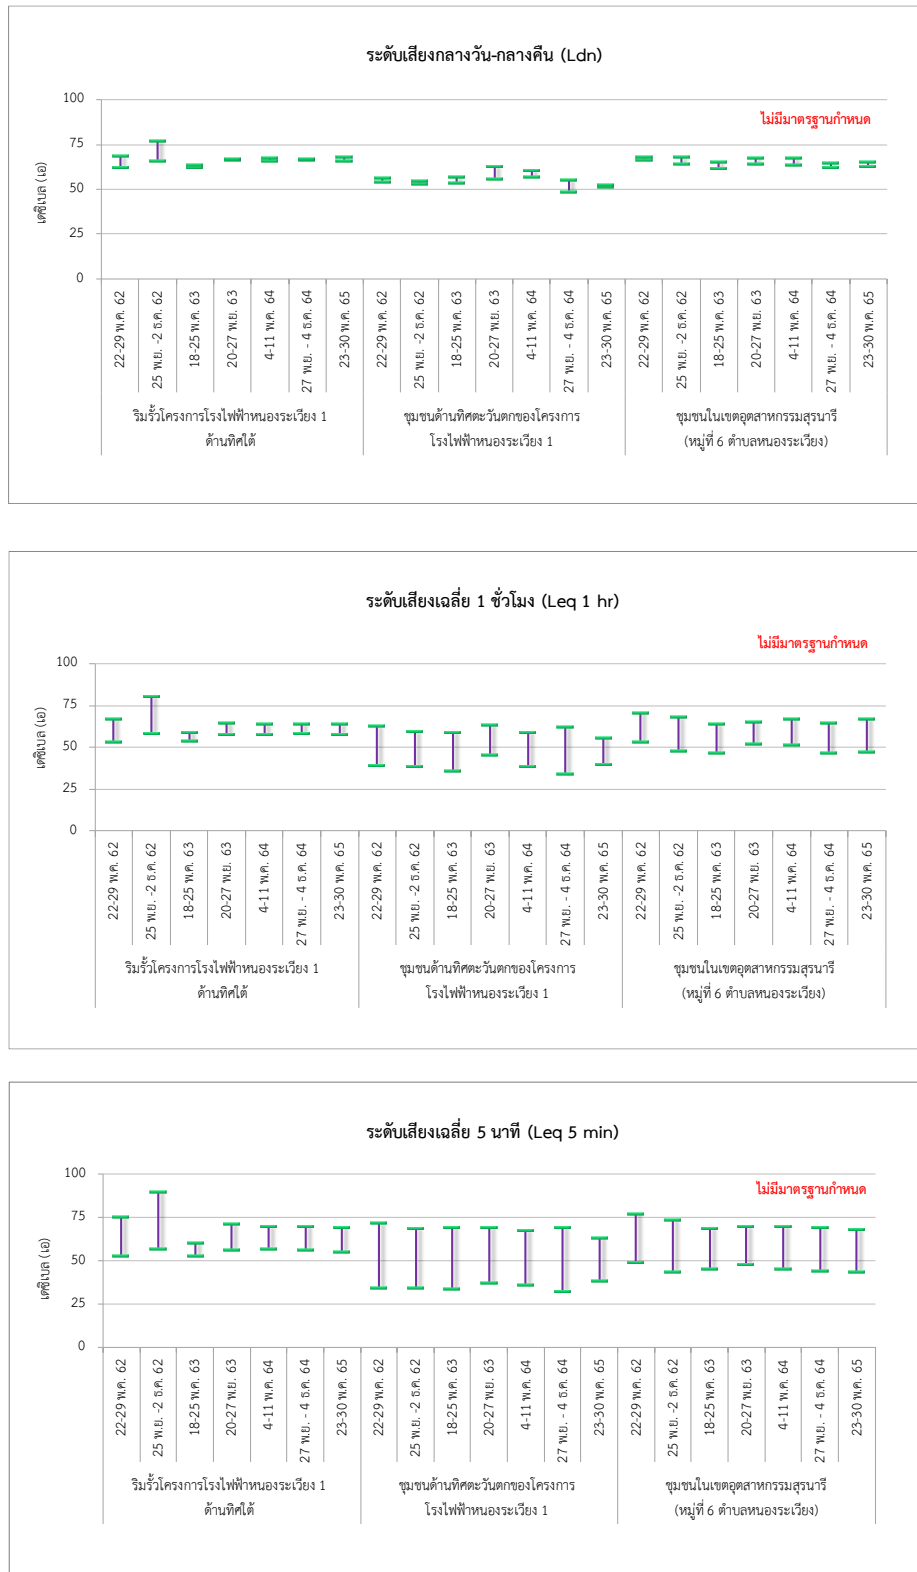 ระดับเสียงกลางวัน-กลางคืน (Ldn)
ไม่มีมาตรฐานกำหนด
เดซิเบล (เอ)
100
75
50
25
0
22-29 พ.ค. 62
25 พ.ย. -2 ธ.ค. 62
18-25 พ.ค. 63
20-27 พ.ย. 63
4-11 พ.ค. 64
27 พ.ย. - 4 ธ.ค. 64
23-30 พ.ค. 65
22-29 พ.ค. 62
25 พ.ย. -2 ธ.ค. 62
18-25 พ.ค. 63
20-27 พ.ย. 63
4-11 พ.ค. 64
27 พ.ย. - 4 ธ.ค. 64
23-30 พ.ค. 65
22-29 พ.ค. 62
25 พ.ย. -2 ธ.ค. 62
18-25 พ.ค. 63
20-27 พ.ย. 63
4-11 พ.ค. 64
27 พ.ย. - 4 ธ.ค. 64
23-30 พ.ค. 65
ริมรั้วโครงการโรงไฟฟ้าหนองระเวียง 1
ด้านทิศใต้
ชุมชนด้านทิศตะวันตกของโครงการ
โรงไฟฟ้าหนองระเวียง 1
ชุมชนในเขตอุตสาหกรรมสุรนารี
(หมู่ที่ 6 ตำบลหนองระเวียง)
ระดับเสียงเฉลี่ย 1 ชั่วโมง (Leq 1 hr)
ไม่มีมาตรฐานกำหนด
เดซิเบล (เอ)
100
75
50
25
0
22-29 พ.ค. 62
25 พ.ย. -2 ธ.ค. 62
18-25 พ.ค. 63
20-27 พ.ย. 63
4-11 พ.ค. 64
27 พ.ย. - 4 ธ.ค. 64
23-30 พ.ค. 65
22-29 พ.ค. 62
25 พ.ย. -2 ธ.ค. 62
18-25 พ.ค. 63
20-27 พ.ย. 63
4-11 พ.ค. 64
27 พ.ย. - 4 ธ.ค. 64
23-30 พ.ค. 65
22-29 พ.ค. 62
25 พ.ย. -2 ธ.ค. 62
18-25 พ.ค. 63
20-27 พ.ย. 63
4-11 พ.ค. 64
27 พ.ย. - 4 ธ.ค. 64
23-30 พ.ค. 65
ริมรั้วโครงการโรงไฟฟ้าหนองระเวียง 1
ด้านทิศใต้
ชุมชนด้านทิศตะวันตกของโครงการ
โรงไฟฟ้าหนองระเวียง 1
ชุมชนในเขตอุตสาหกรรมสุรนารี
(หมู่ที่ 6 ตำบลหนองระเวียง)
ระดับเสียงเฉลี่ย 5 นาที (Leq 5 min)
ไม่มีมาตรฐานกำหนด
เดซิเบล (เอ)
100
75
50
25
0
22-29 พ.ค. 62
25 พ.ย. -2 ธ.ค. 62
18-25 พ.ค. 63
20-27 พ.ย. 63
4-11 พ.ค. 64
27 พ.ย. - 4 ธ.ค. 64
23-30 พ.ค. 65
22-29 พ.ค. 62
25 พ.ย. -2 ธ.ค. 62
18-25 พ.ค. 63
20-27 พ.ย. 63
4-11 พ.ค. 64
27 พ.ย. - 4 ธ.ค. 64
23-30 พ.ค. 65
22-29 พ.ค. 62
25 พ.ย. -2 ธ.ค. 62
18-25 พ.ค. 63
20-27 พ.ย. 63
4-11 พ.ค. 64
27 พ.ย. - 4 ธ.ค. 64
23-30 พ.ค. 65
ริมรั้วโครงการโรงไฟฟ้าหนองระเวียง 1
ด้านทิศใต้
ชุมชนด้านทิศตะวันตกของโครงการ
โรงไฟฟ้าหนองระเวียง 1
ชุมชนในเขตอุตสาหกรรมสุรนารี
(หมู่ที่ 6 ตำบลหนองระเวียง)